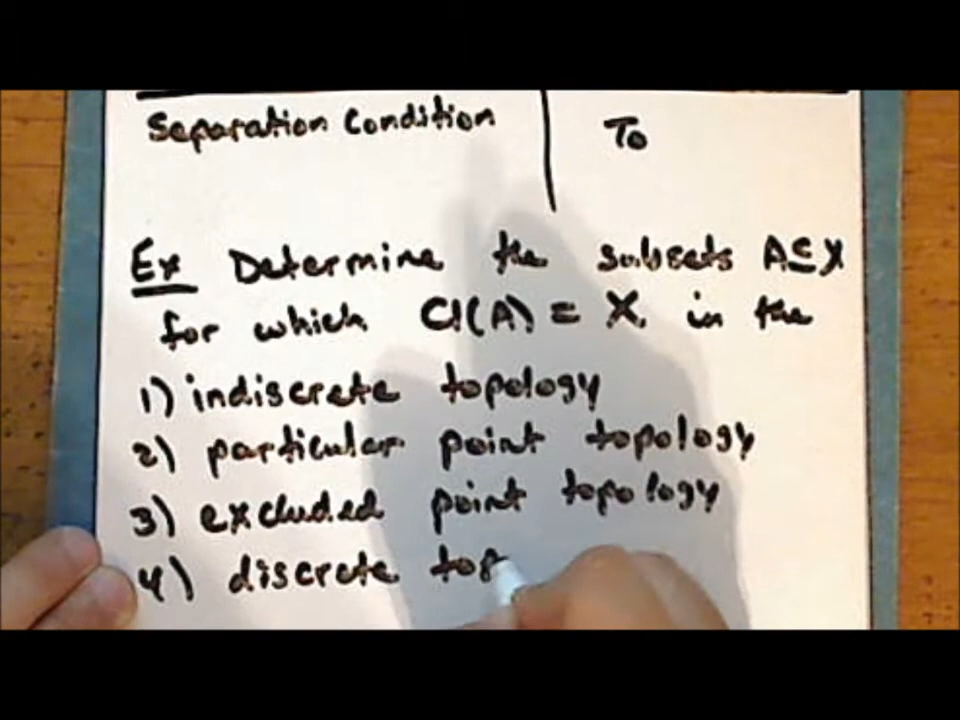 Separation Condition
To
Ex Determine the subsets A⊆X
for which Cl(A) = X in the
1) indiscrete topology
2) particular point topology
3) excluded point topology
4) discrete top